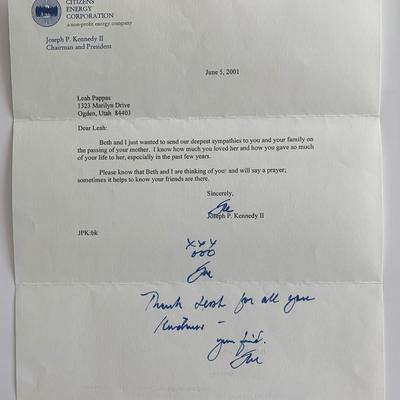 CITIZENS
ENERGY
CORPORATION
a non-profit energy company
Joseph P. Kennedy II
Chairman and President
June 5, 2001
Leah Pappas
1323 Marilyn Drive
Ogden, Utah 84403
Dear Leah:
Beth and I just wanted to send our deepest sympathies to you and your family on
the passing of your mother. I know how much you loved her and how you gave so much
of your life to her, especially in the past few years.
Please know that Beth and I are thinking of you and will say a prayer;
sometimes it helps to know your friends are there.
Sincerely,
Joe
Joseph P. Kennedy II
JPK:bk
xxx
ooo
Joe
Thank Leah for all your
kindness -
your friend.
Joe